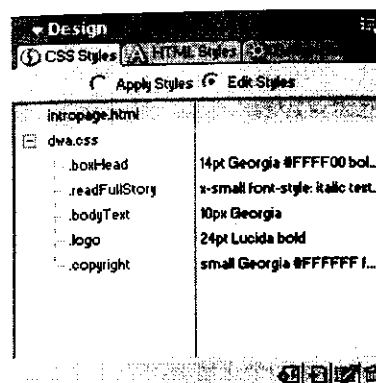 Design
CSS Styles HTML Styles
Apply Styles Edit Styles
intropage.html
dwa.css
.boxHead 14pt Georgia #FFFF00 bol...
.readFullStory x-small font-style: italic text...
.bodyText 10px Georgia
.logo 24pt Lucida bold
.copyright small Georgia #FFFFFF f...